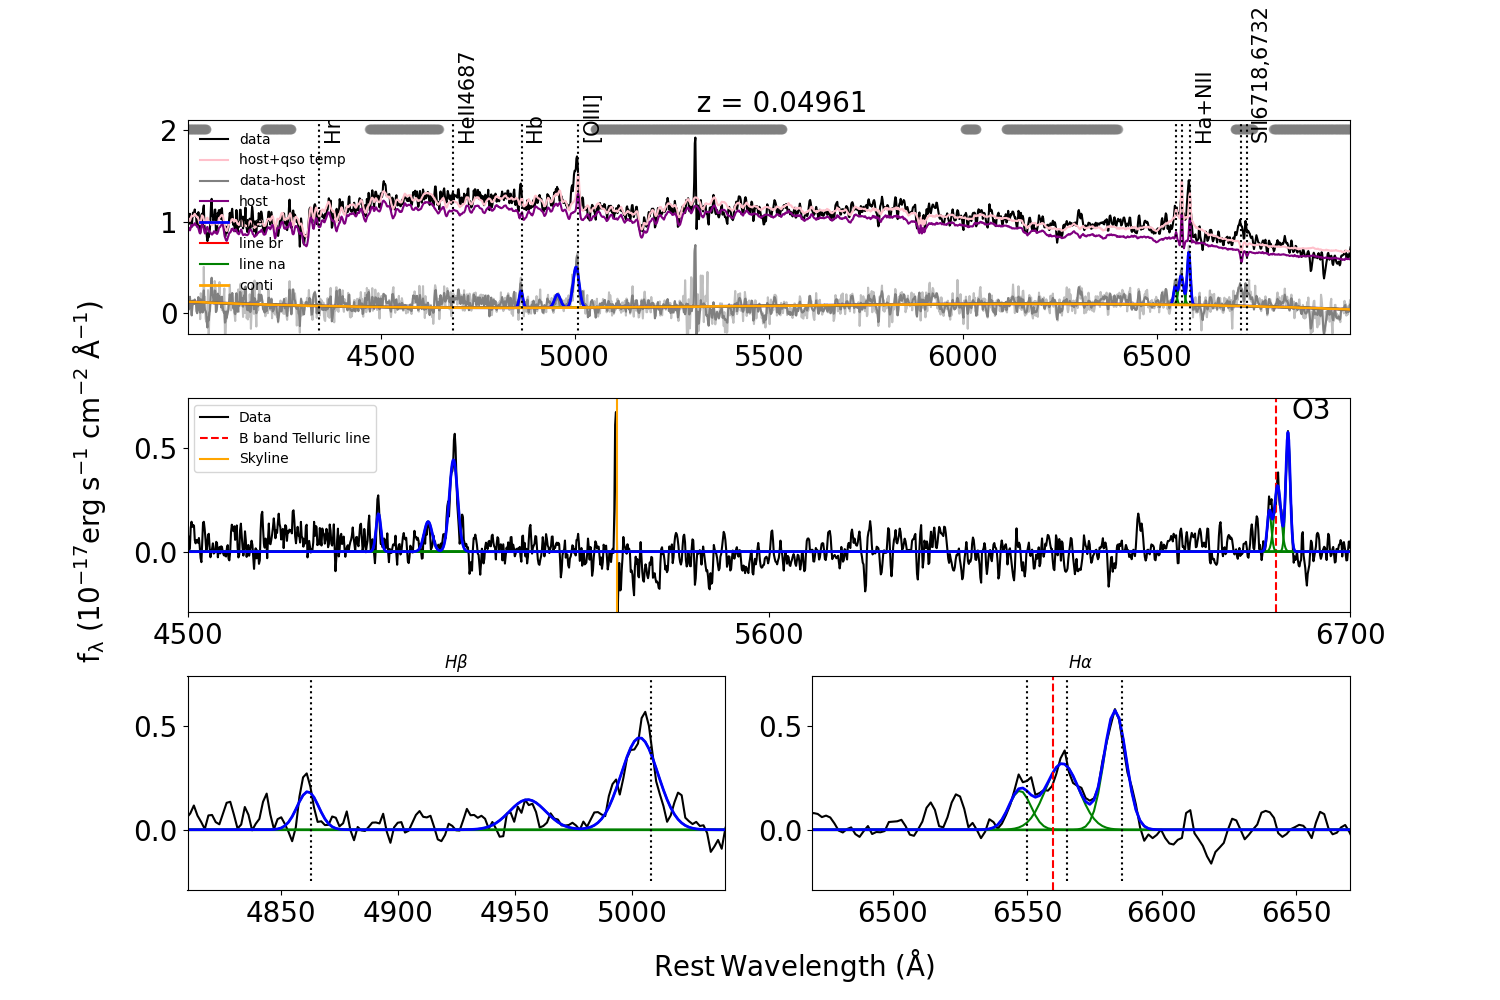 z = 0.04961
Hr
HeII4687
Hb
[OIII]
Ha+NII
SII6718,6732
data
host+qso temp
data-host
host
line br
line na
conti
2
1
0
4500
5000
5500
6000
6500
Data
B band Telluric line
Skyline
O3
0.5
0.0
4500
5600
6700
fλ (10⁻¹⁷erg s⁻¹ cm⁻² Å⁻¹)
Hβ
0.5
0.0
4850
4900
4950
5000
Hα
0.5
0.0
6500
6550
6600
6650
Rest Wavelength (Å)